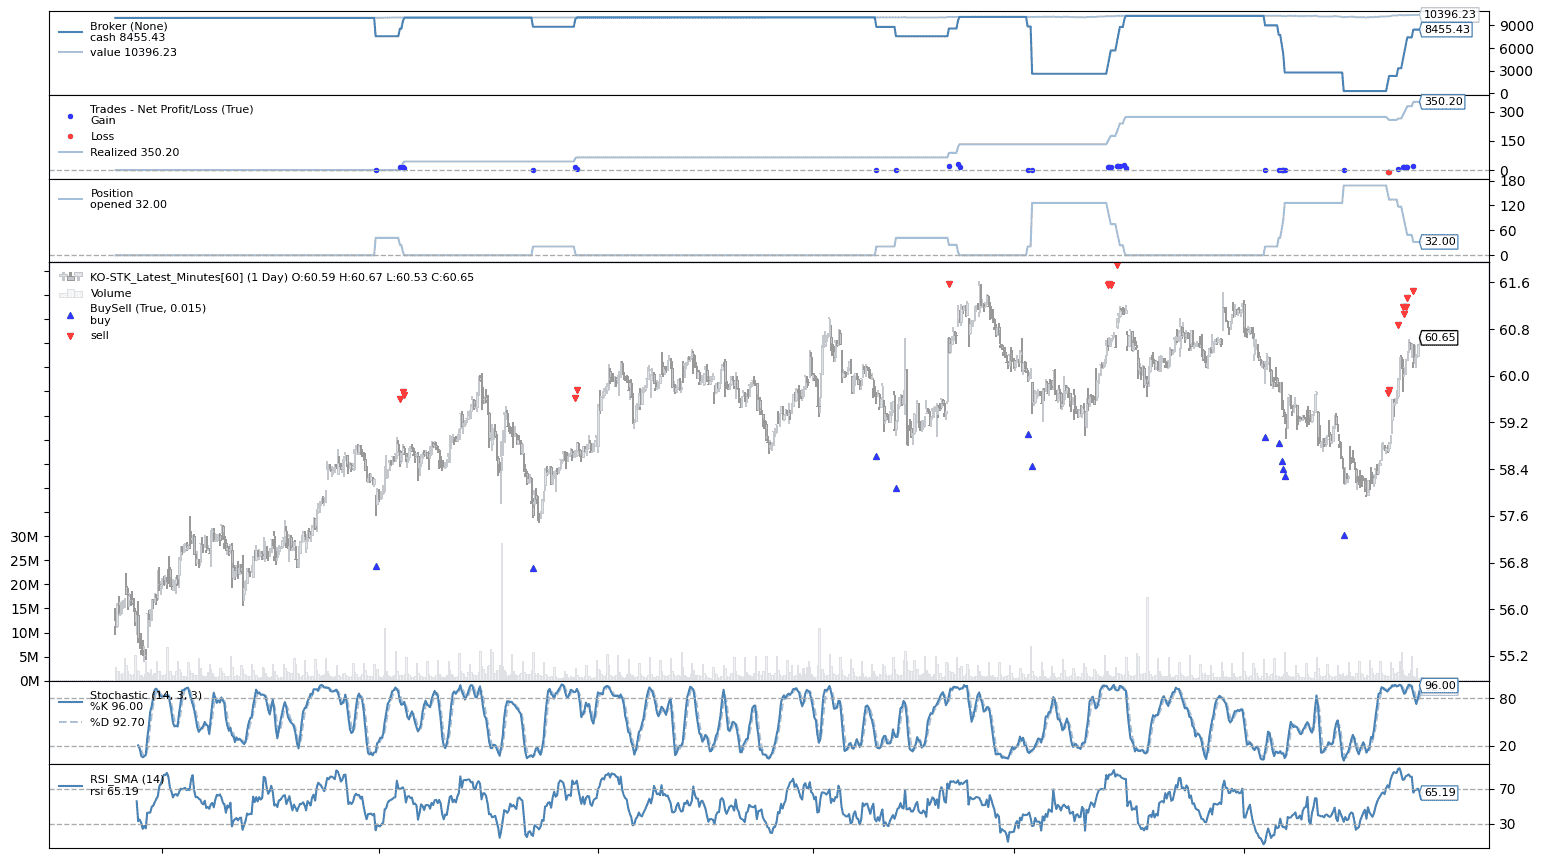 Broker (None)
cash 8455.43
value 10396.23
10396.23
8455.43
9000
6000
3000
0
Trades - Net Profit/Loss (True)
Gain
Loss
Realized 350.20
350.20
300
150
0
Position
opened 32.00
180
120
60
0
32.00
KO-STK_Latest_Minutes[60] (1 Day) O:60.59 H:60.67 L:60.53 C:60.65
Volume
BuySell (True, 0.015)
buy
sell
61.6
60.8
60.65
60.0
59.2
58.4
57.6
56.8
56.0
55.2
30M
25M
20M
15M
10M
5M
0M
Stochastic (14, 3, 3)
%K 96.00
%D 92.70
96.00
80
20
RSI_SMA (14)
rsi 65.19
70
65.19
30